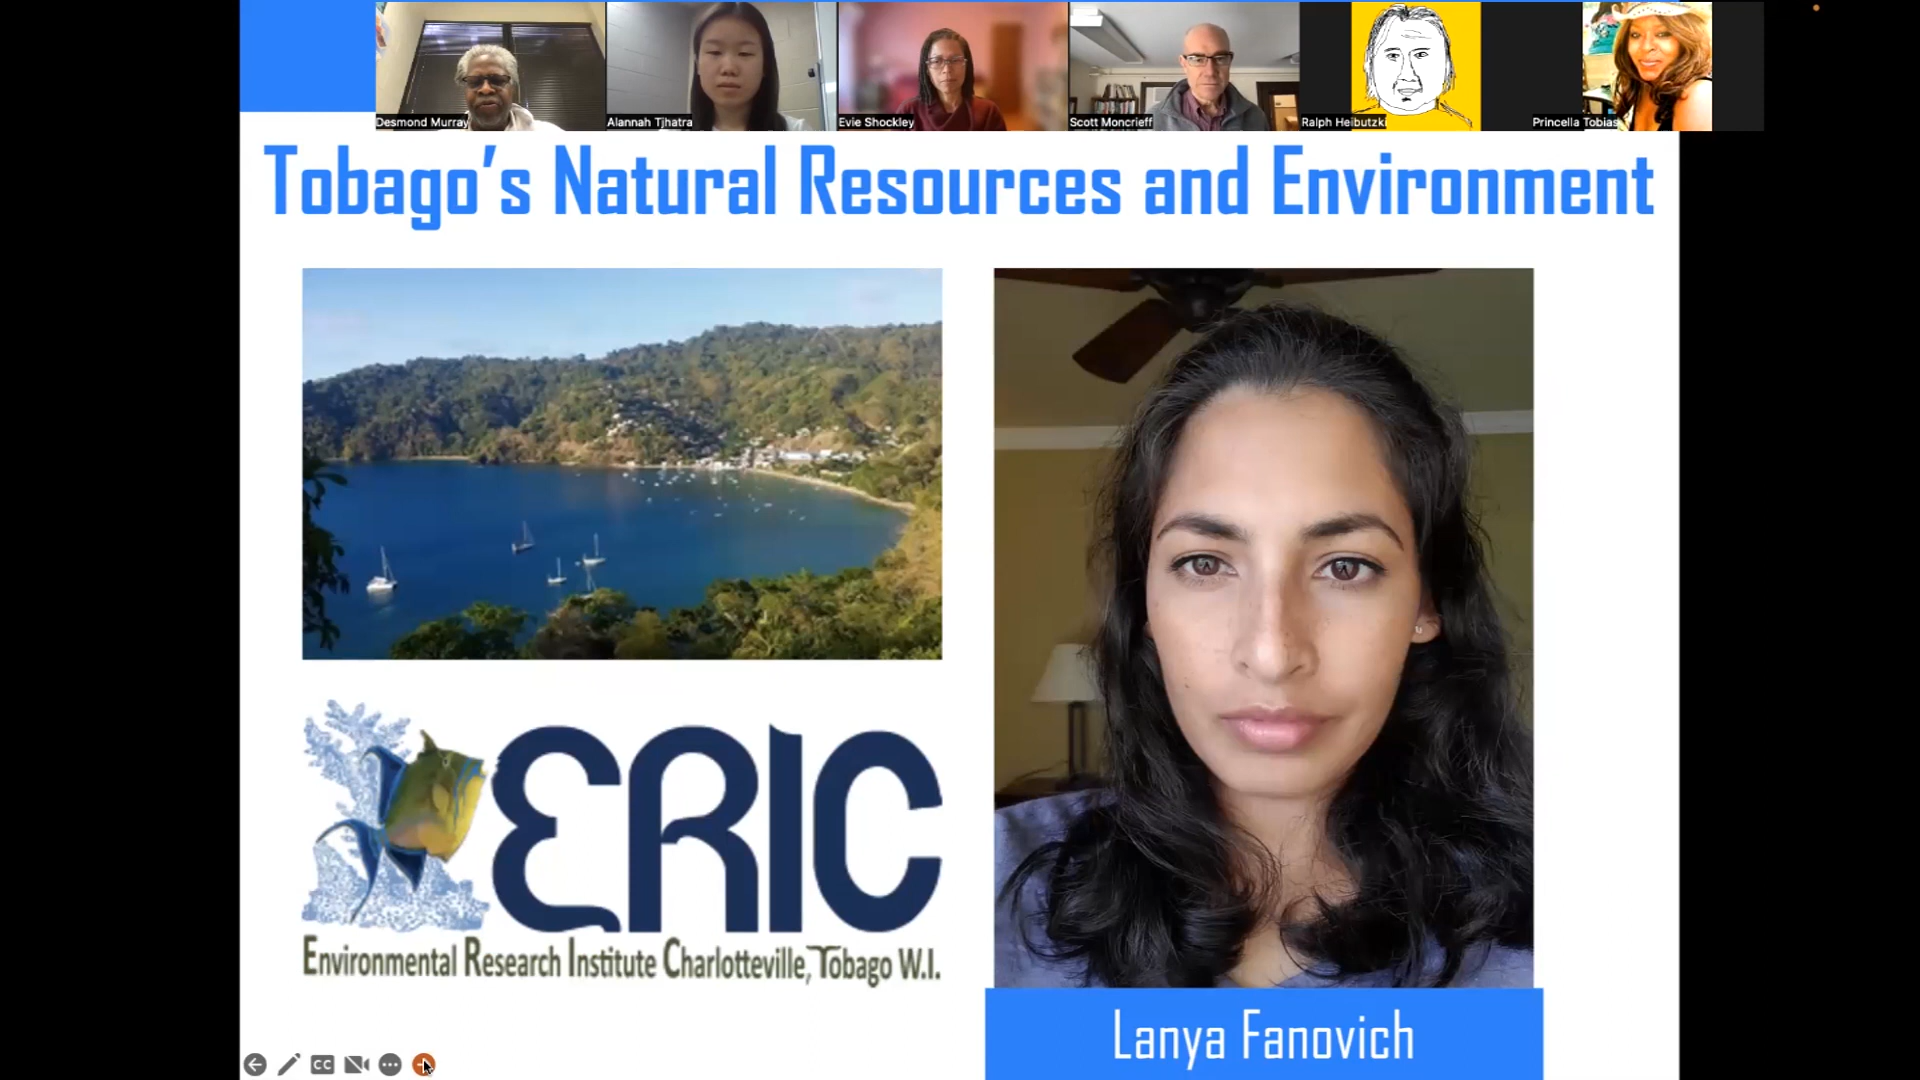 Desmond Murray
Alannah Tjhatra
Evie Shockley
Scott Moncrieff
Ralph Heibutzki
Princella Tobias
Tobago's Natural Resources and Environment
ERIC
Environmental Research Institute Charlotteville, Tobago W.I.
Lanya Fanovich
CC